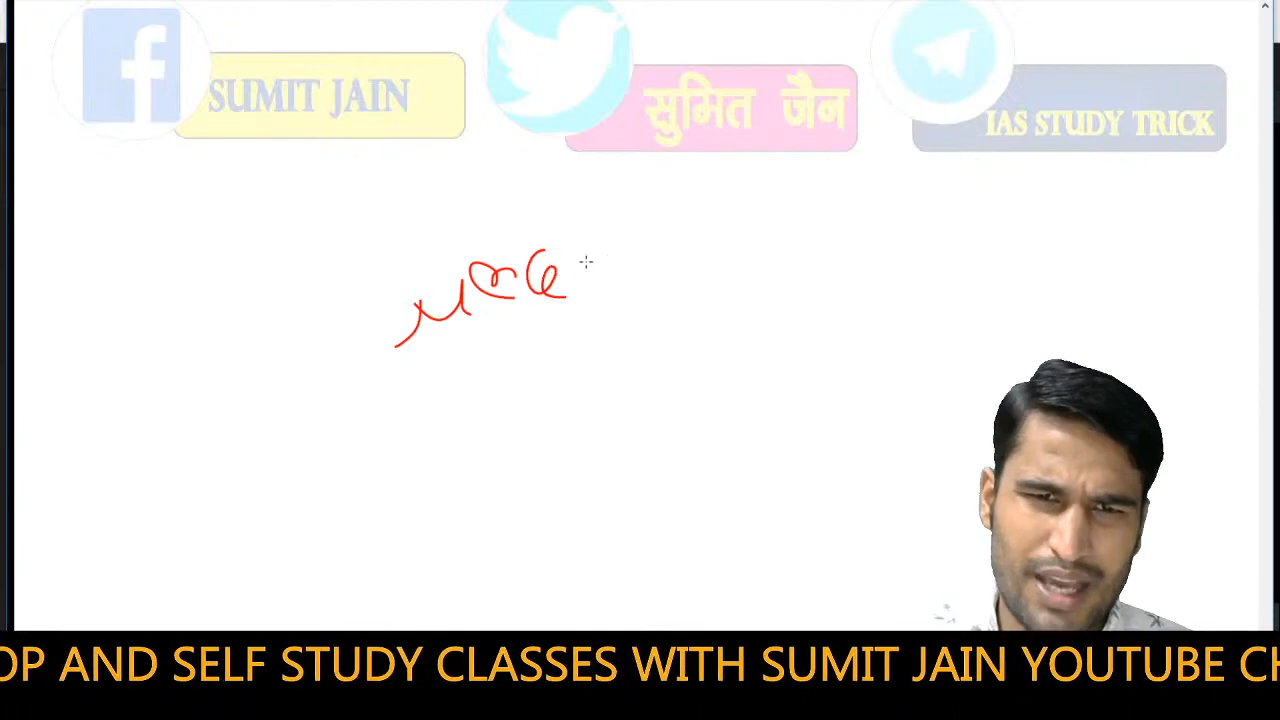 SUMIT JAIN
सुमित जैन
IAS STUDY TRICK
OP AND SELF STUDY CLASSES WITH SUMIT JAIN YOUTUBE CH